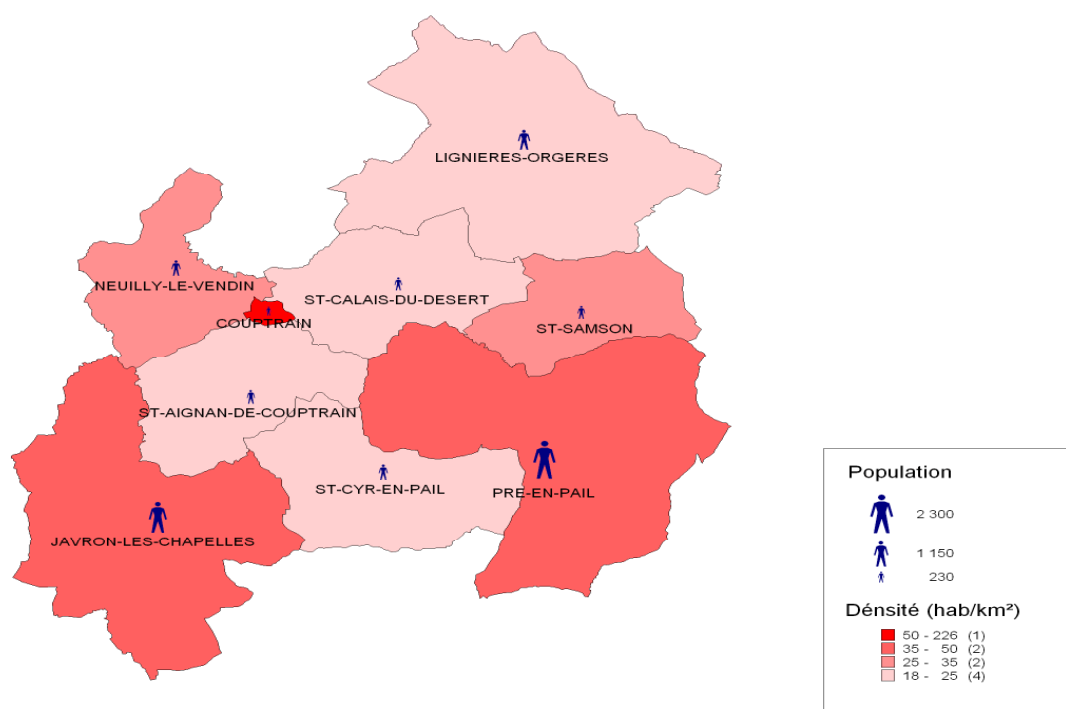 LIGNIERES-ORGERES
NEUILLY-LE-VENDIN
ST-CALAIS-DU-DESERT
COUPTRAIN
ST-SAMSON
ST-AIGNAN-DE-COUPTRAIN
ST-CYR-EN-PAIL
PRE-EN-PAIL
JAVRON-LES-CHAPELLES
Population
2 300
1 150
230
Dénsité (hab/km²)
50 - 226 (1)
35 - 50 (2)
25 - 35 (2)
18 - 25 (4)